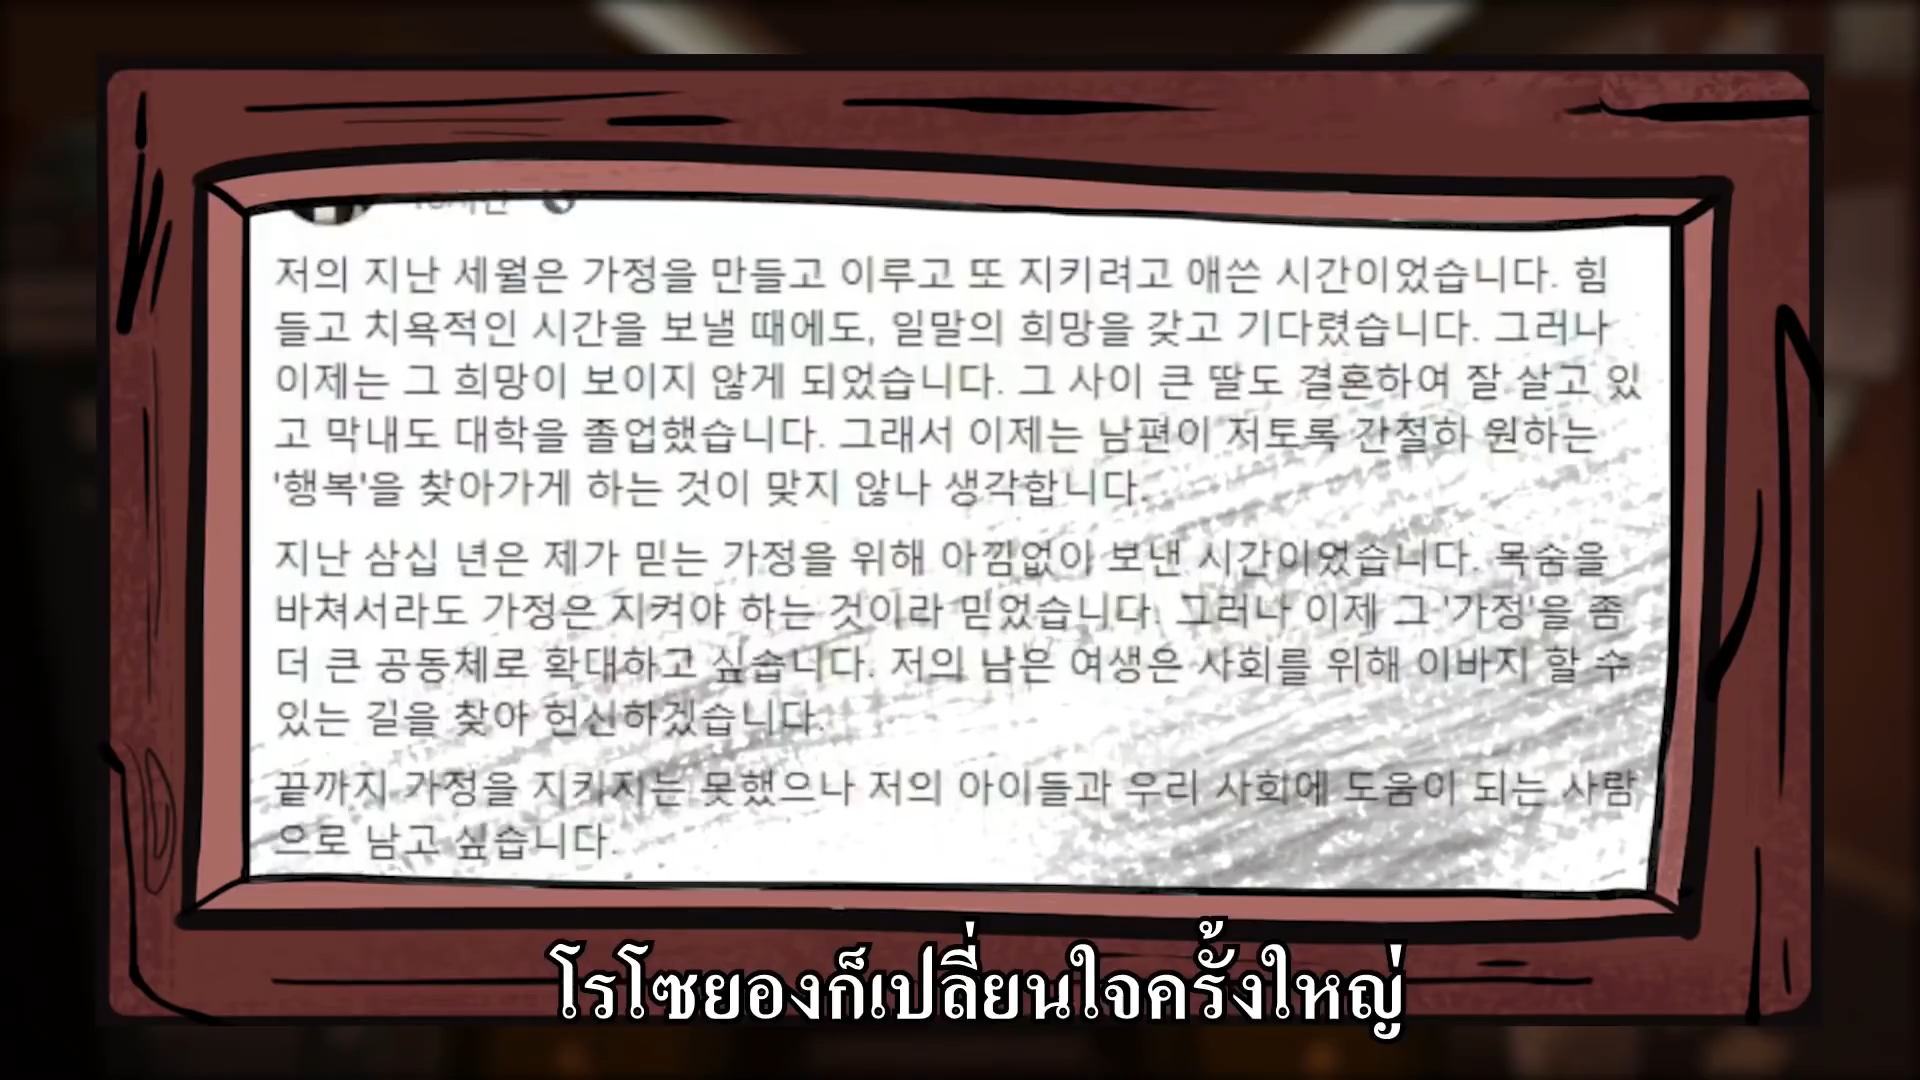 저의 지난 세월은 가정을 만들고 이루고 또 지키려고 애쓴 시간이었습니다. 힘
들고 치욕적인 시간을 보낼 때에도, 일말의 희망을 갖고 기다렸습니다. 그러나
이제는 그 희망이 보이지 않게 되었습니다. 그 사이 큰 딸도 결혼하여 잘 살고 있
고 막내도 대학을 졸업했습니다. 그래서 이제는 남편이 저토록 간절히 원하는
'행복'을 찾아가게 하는 것이 맞지 않나 생각합니다.
지난 삼십 년은 제가 믿는 가정을 위해 아낌없이 보낸 시간이었습니다. 목숨을
바쳐서라도 가정은 지켜야 하는 것이라 믿었습니다. 그러나 이제 그 '가정'을 좀
더 큰 공동체로 확대하고 싶습니다. 저의 남은 여생은 사회를 위해 이바지 할 수
있는 길을 찾아 헌신하겠습니다.
끝까지 가정을 지키지는 못했으나 저의 아이들과 우리 사회에 도움이 되는 사람
으로 남고 싶습니다.
โรโซยองก็เปลี่ยนใจครั้งใหญ่